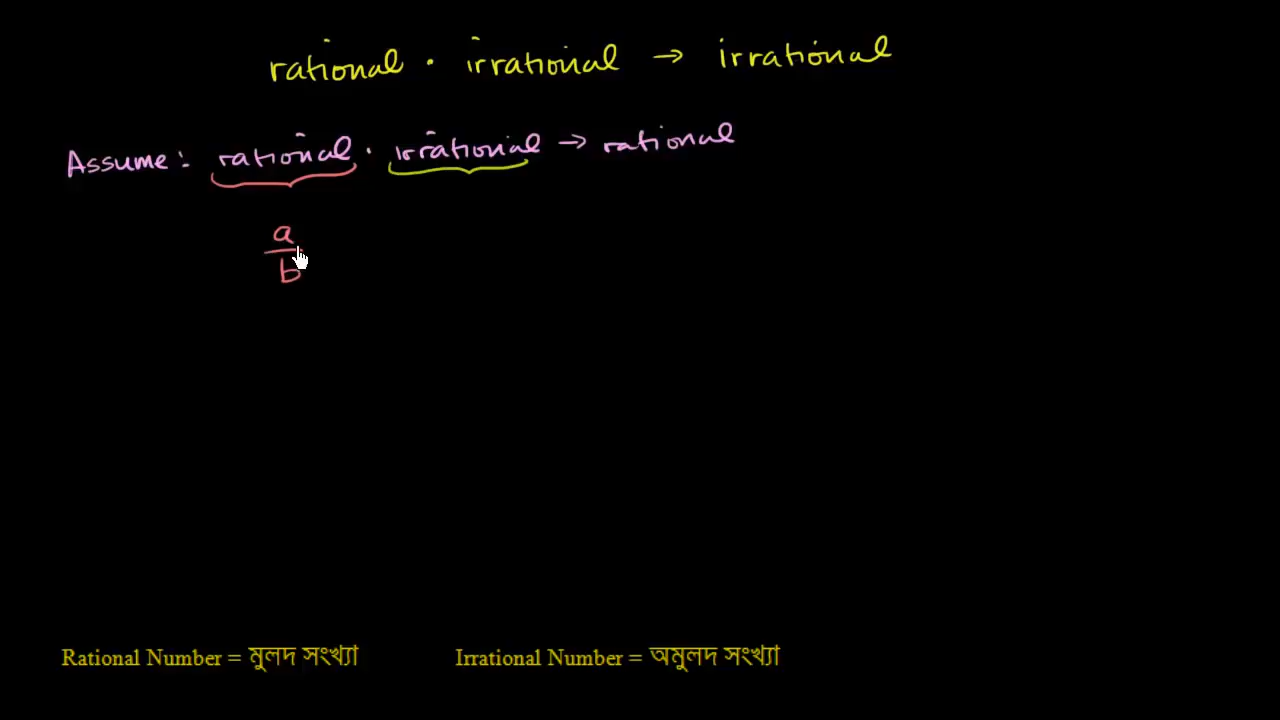 rational · irrational → irrational
Assume: rational · irrational → rational
a
b
Rational Number = মুলদ সংখ্যা Irrational Number = অমুলদ সংখ্যা